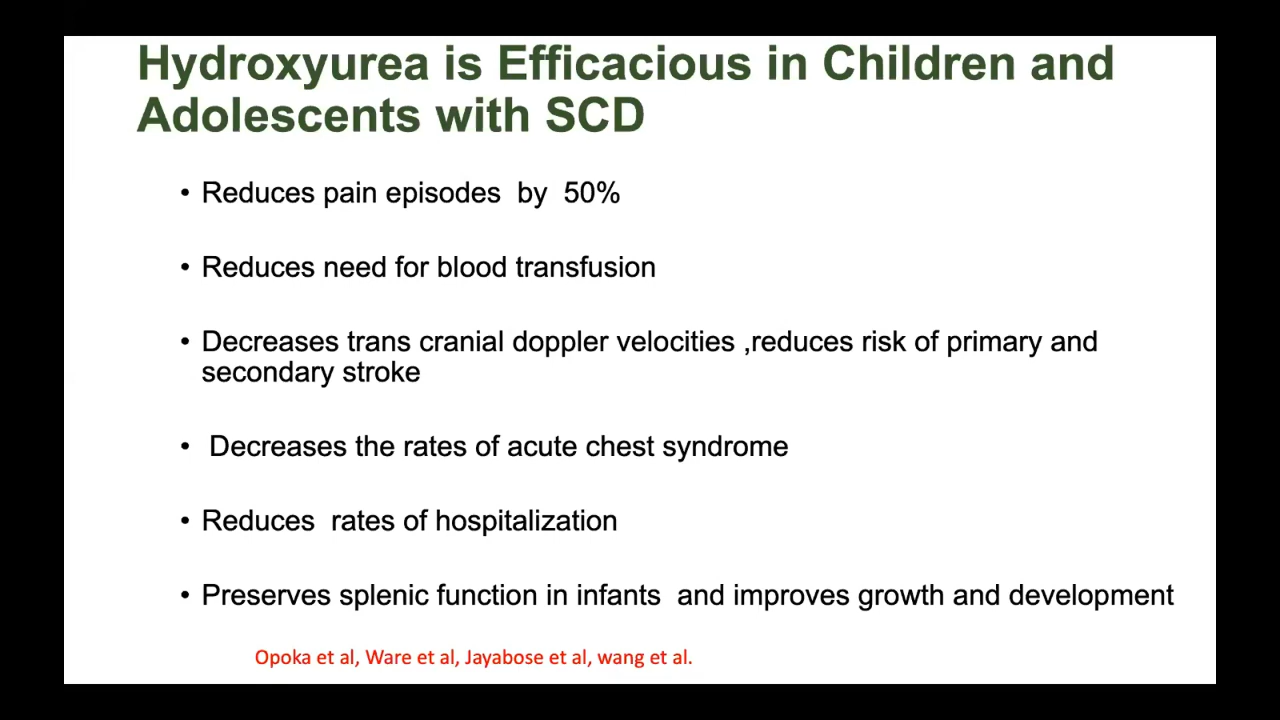 Hydroxyurea is Efficacious in Children and
Adolescents with SCD
• Reduces pain episodes  by  50%
• Reduces need for blood transfusion
• Decreases trans cranial doppler velocities ,reduces risk of primary and
secondary stroke
•  Decreases the rates of acute chest syndrome
• Reduces  rates of hospitalization
• Preserves splenic function in infants  and improves growth and development
Opoka et al, Ware et al, Jayabose et al, wang et al.